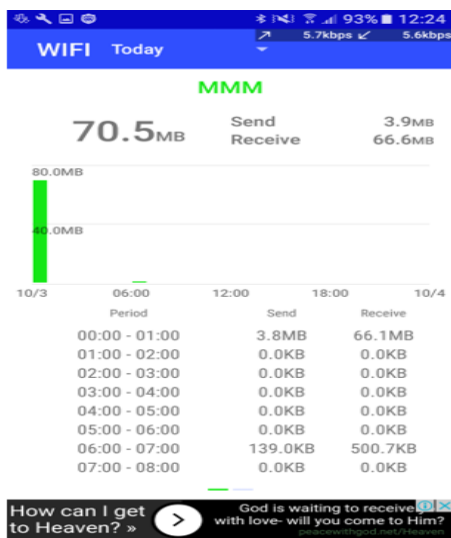 93% 12:24
5.7kbps 5.6kbps
WIFI Today
MMM
70.5MB
Send 3.9MB
Receive 66.6MB
80.0MB
40.0MB
10/3 06:00 12:00 18:00 10/4
Period Send Receive
00:00 - 01:00 3.8MB 66.1MB
01:00 - 02:00 0.0KB 0.0KB
02:00 - 03:00 0.0KB 0.0KB
03:00 - 04:00 0.0KB 0.0KB
04:00 - 05:00 0.0KB 0.0KB
05:00 - 06:00 0.0KB 0.0KB
06:00 - 07:00 139.0KB 500.7KB
07:00 - 08:00 0.0KB 0.0KB
How can I get
to Heaven? »
God is waiting to receive
with love- will you come to Him?
peacewithgod.net/Heaven